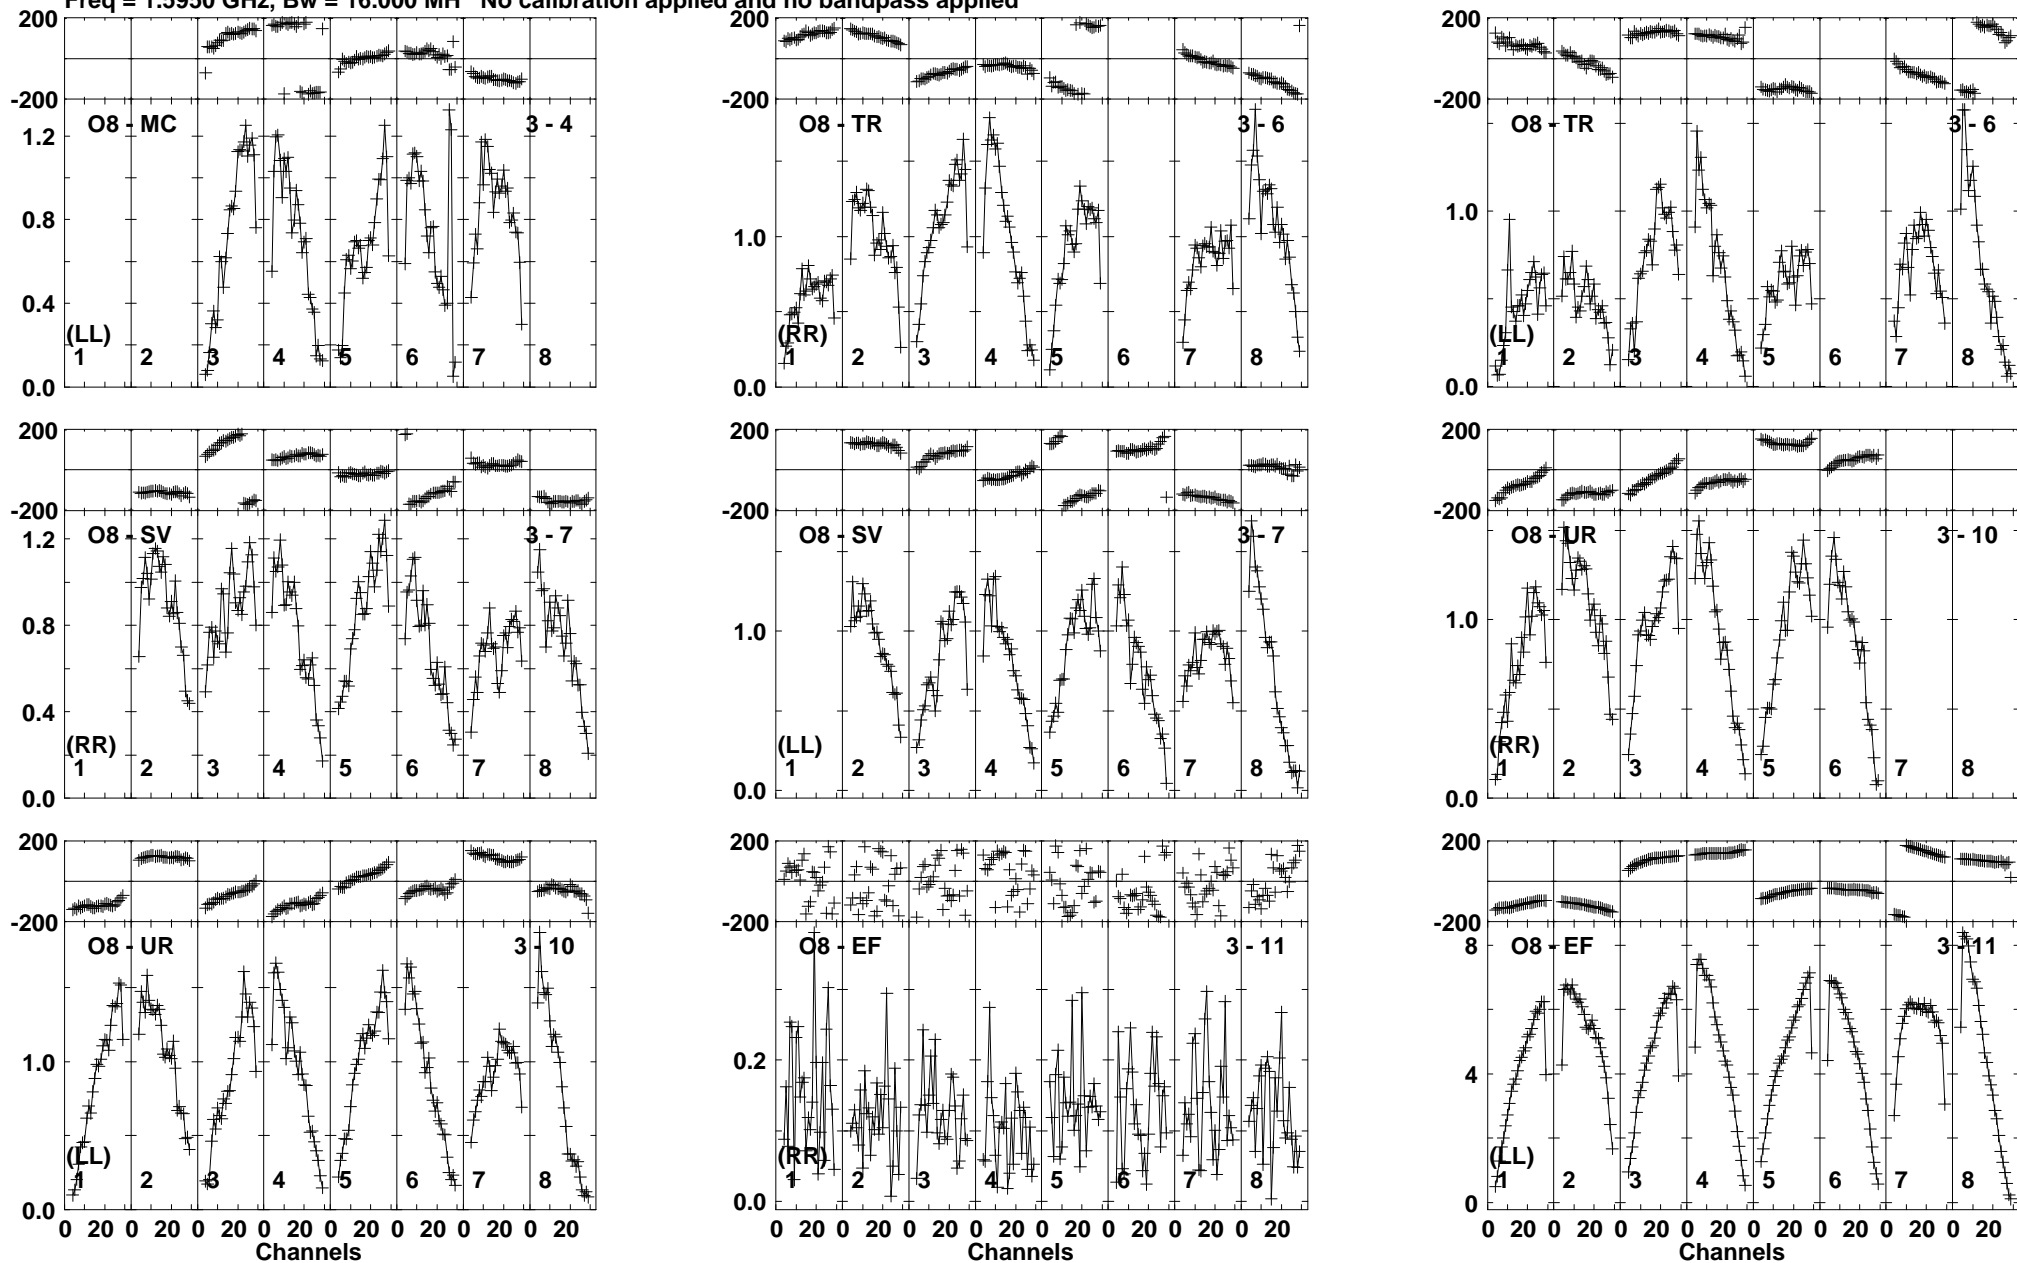 Freq = 1.5950 GHz, Bw = 16.000 MH No calibration applied and no bandpass applied
200 200 200
-200 -200 -200
O8 - MC 3 - 4 O8 - TR 3 - 6 O8 - TR 3 - 6
1.2
1.0 1.0
0.8
0.4
(LL) (RR) (LL)
1 2 3 4 5 6 7 8 1 2 3 4 5 6 7 8 1 2 3 4 5 6 7 8
0.0 0.0 0.0
200 200 200
-200 -200 -200
O8 - SV 3 - 7 O8 - SV 3 - 7 O8 - UR 3 - 10
1.2
0.8 1.0 1.0
0.4
(RR) (LL) (RR)
1 2 3 4 5 6 7 8 1 2 3 4 5 6 7 8 1 2 3 4 5 6 7 8
0.0 0.0 0.0
200 200 200
-200 -200 -200
O8 - UR 3 - 10 O8 - EF 3 - 11 O8 - EF 3 - 11
8
1.0 0.2 4
(LL) (RR) (LL)
1 2 3 4 5 6 7 8 1 2 3 4 5 6 7 8 1 2 3 4 5 6 7 8
0.0 0.0 0
0 20 0 20 0 20 0 20 0 20 0 20 0 20 0 20 0 20 0 20 0 20 0 20 0 20 0 20 0 20 0 20 0 20 0 20 0 20 0 20 0 20 0 20 0 20 0 20
Channels Channels Channels